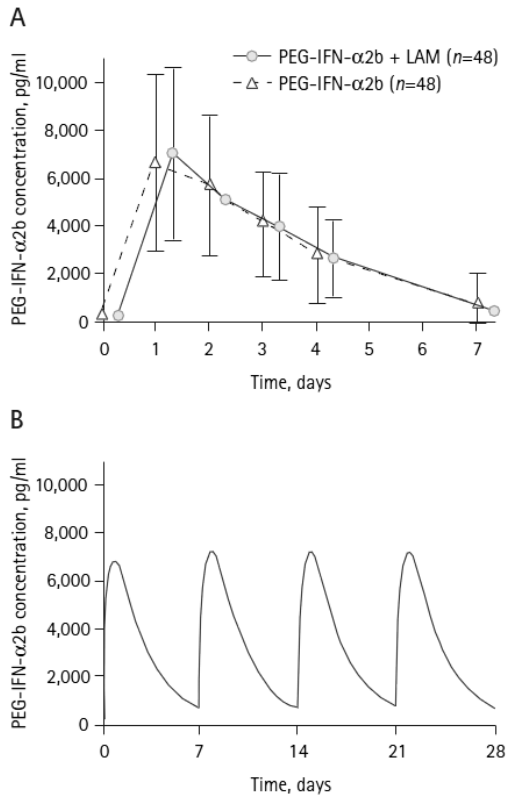 A
PEG-IFN-α2b + LAM (n=48)
PEG-IFN-α2b (n=48)
PEG-IFN-α2b concentration, pg/ml
10,000
8,000
6,000
4,000
2,000
0
0 1 2 3 4 5 6 7
Time, days
B
PEG-IFN-α2b concentration, pg/ml
10,000
8,000
6,000
4,000
2,000
0
0 7 14 21 28
Time, days